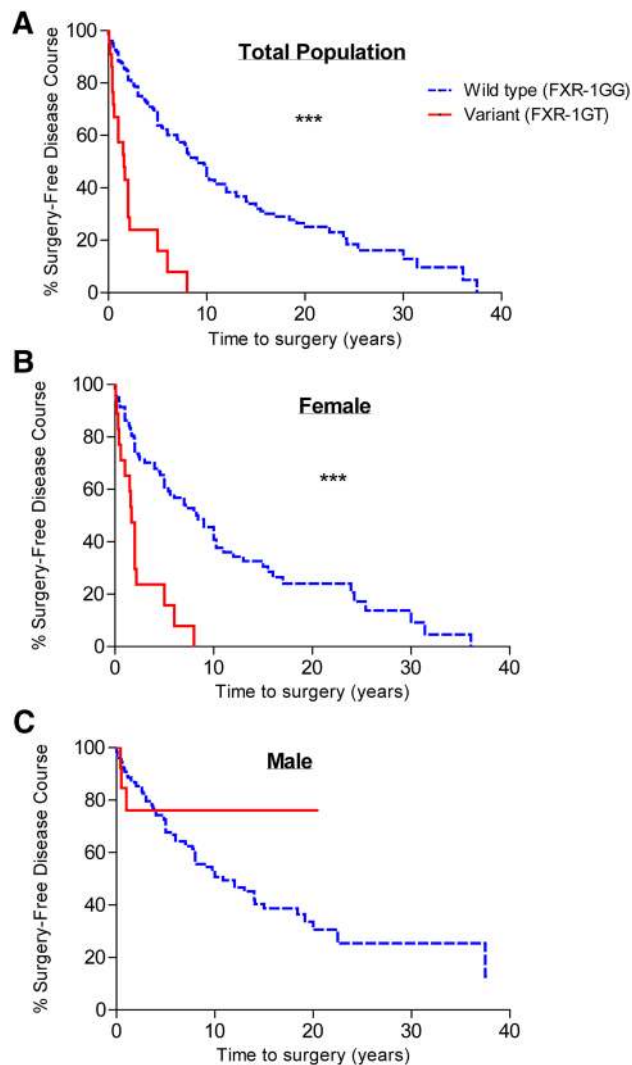 A
Total Population
Wild type (FXR-1GG)
Variant (FXR-1GT)
***
% Surgery-Free Disease Course
100
80
60
40
20
0
0 10 20 30 40
Time to surgery (years)
B
Female
***
% Surgery-Free Disease Course
100
80
60
40
20
0
0 10 20 30 40
Time to surgery (years)
C
Male
% Surgery-Free Disease Course
100
80
60
40
20
0
0 10 20 30 40
Time to surgery (years)